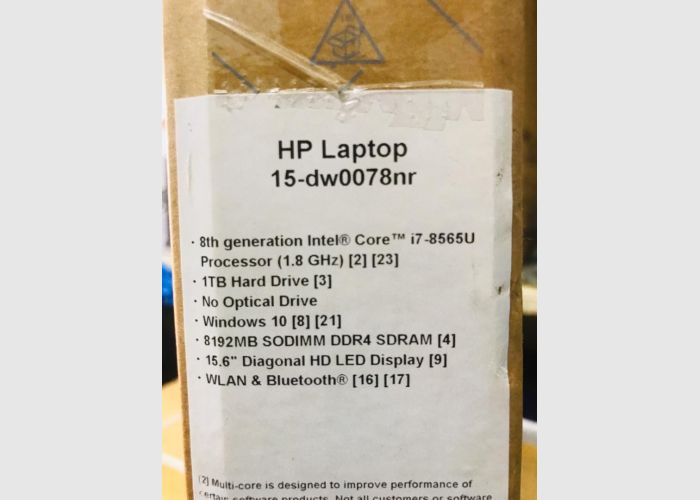 HP Laptop
15-dw0078nr
· 8th generation Intel® Core™ i7-8565U
Processor (1.8 GHz) [2] [23]
· 1TB Hard Drive [3]
· No Optical Drive
· Windows 10 [8] [21]
· 8192MB SODIMM DDR4 SDRAM [4]
· 15.6" Diagonal HD LED Display [9]
· WLAN & Bluetooth® [16] [17]
[2] Multi-core is designed to improve performance of
certain software products. Not all customers or software